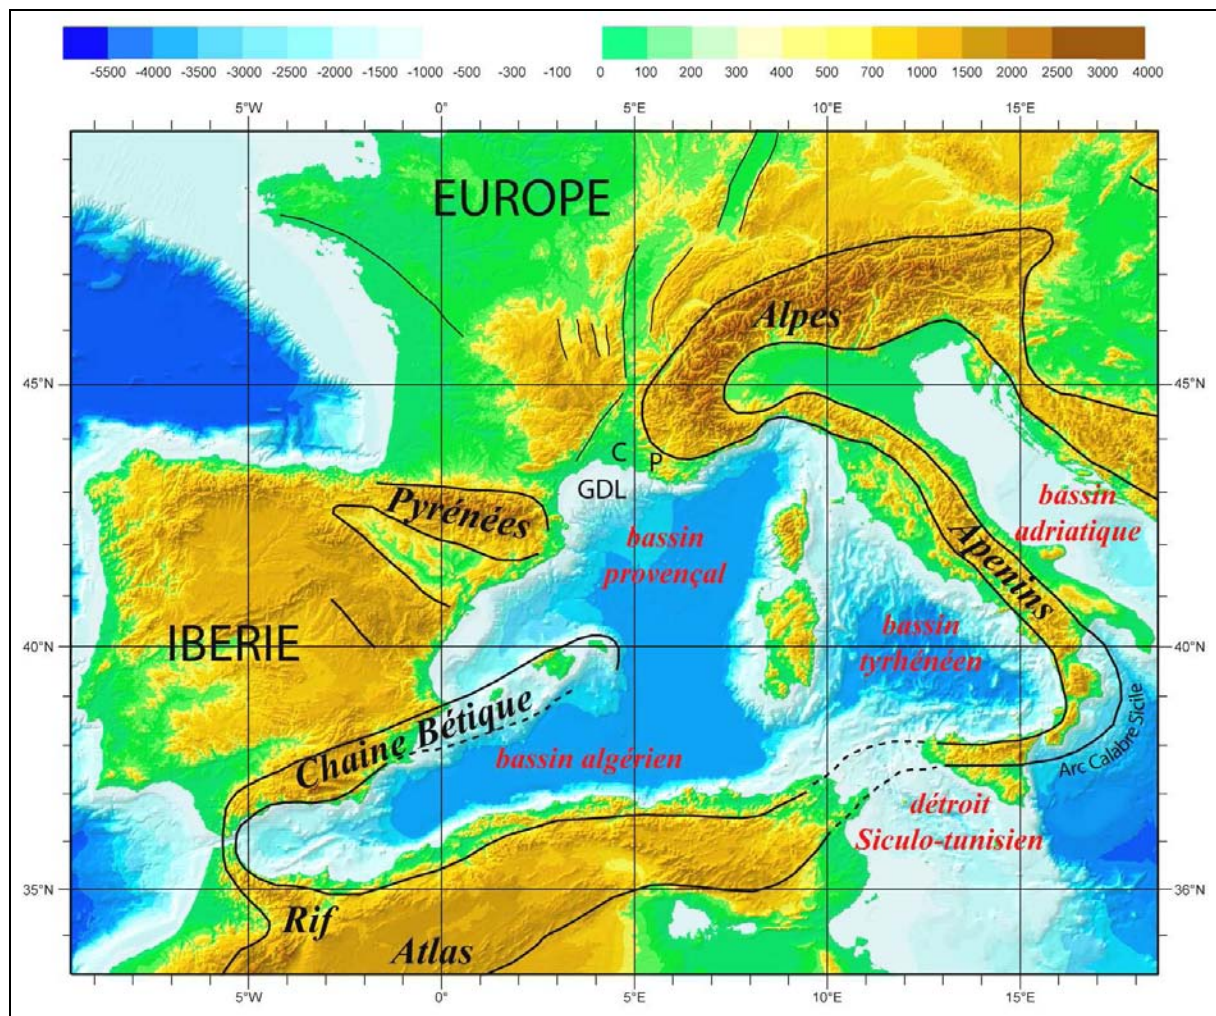 -5500 -4000 -3500 -3000 -2500 -2000 -1500 -1000 -500 -300 -100 0 100 200 300 400 500 700 1000 1500 2000 2500 3000 4000
5°W 0° 5°E 10°E 15°E
EUROPE
Alpes
45°N 45°N
C
P
GDL
Pyrénées
bassin
provençal
bassin
adriatique
Apenins
IBERIE
bassin
tyrhénéen
40°N 40°N
Chaine Bétique
bassin algérien
Arc Calabre Sicile
détroit
Siculo-tunisien
35°N 36°N
Rif
Atlas
5°W 0° 5°E 10°E 15°E